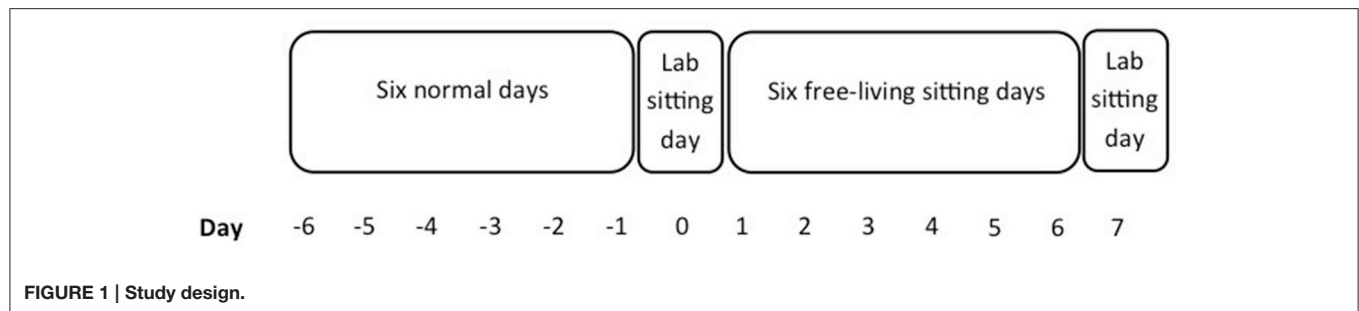 Six normal days
Lab
sitting
day
Six free-living sitting days
Lab
sitting
day
Day -6 -5 -4 -3 -2 -1 0 1 2 3 4 5 6 7
FIGURE 1 | Study design.